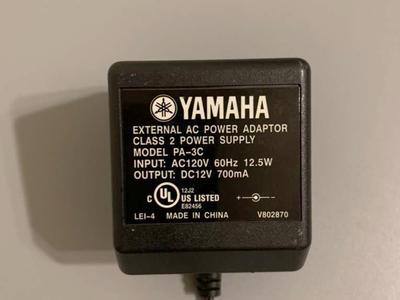 YAMAHA
EXTERNAL AC POWER ADAPTOR
CLASS 2 POWER SUPPLY
MODEL PA-3C
INPUT: AC120V 60Hz 12.5W
OUTPUT: DC12V 700mA
C UL 12J2
US LISTED
E82456
LEI-4 MADE IN CHINA V802870